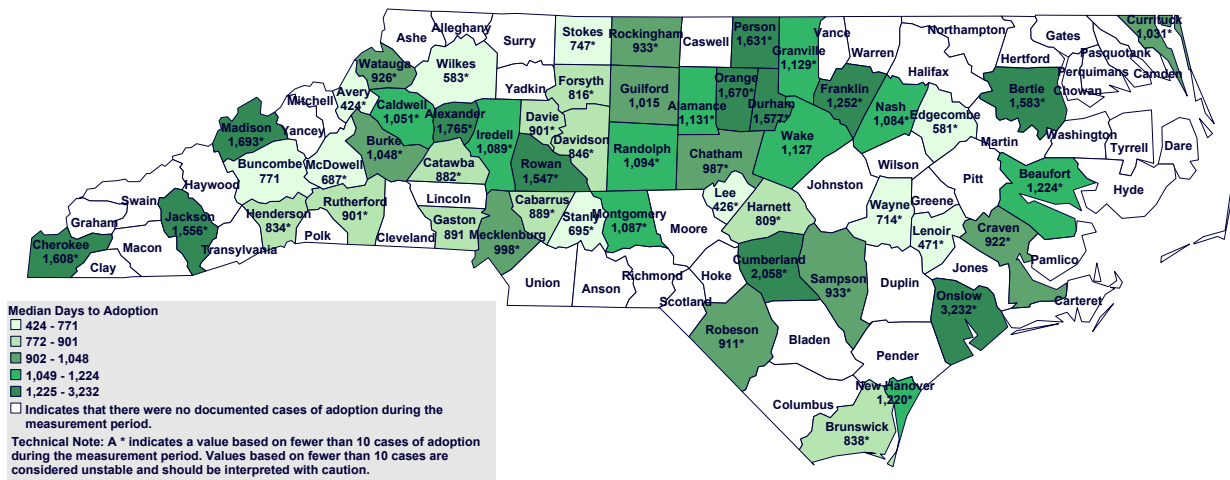 Ashe
Alleghany
Surry
Stokes
747*
Rockingham
933*
Caswell
Person
1,631*
Granville
1,129*
Vance
Warren
Northampton
Gates
Hertford
Halifax
Pasquotank
Perquimans
Chowan
Camden
Currituck
1,031*
Watauga
926*
Wilkes
583*
Yadkin
Forsyth
816*
Guilford
1,015
Alamance
1,131*
Orange
1,670*
Durham
1,577*
Franklin
1,252*
Nash
1,084*
Edgecombe
581*
Bertie
1,583*
Martin
Washington
Tyrrell
Dare
Mitchell
Avery
424*
Caldwell
1,051*
Alexander
1,765*
Iredell
1,089*
Davie
901*
Davidson
846*
Randolph
1,094*
Chatham
987*
Wake
1,127
Wilson
Pitt
Beaufort
1,224*
Hyde
Madison
1,693*
Yancey
Buncombe
771
McDowell
687*
Burke
1,048*
Catawba
882*
Rowan
1,547*
Johnston
Wayne
714*
Greene
Lenoir
471*
Craven
922*
Pamlico
Haywood
Swain
Graham
Jackson
1,556*
Henderson
834*
Rutherford
901*
Lincoln
Gaston
891
Cabarrus
889*
Stanly
695*
Montgomery
1,087*
Moore
Lee
426*
Harnett
809*
Cherokee
1,608*
Clay
Macon
Transylvania
Polk
Cleveland
Mecklenburg
998*
Union
Anson
Richmond
Hoke
Scotland
Cumberland
2,058*
Sampson
933*
Duplin
Jones
Onslow
3,232*
Carteret
Robeson
911*
Bladen
Pender
Columbus
New Hanover
1,220*
Brunswick
838*
Median Days to Adoption
424 - 771
772 - 901
902 - 1,048
1,049 - 1,224
1,225 - 3,232
Indicates that there were no documented cases of adoption during the
measurement period.
Technical Note: A * indicates a value based on fewer than 10 cases of adoption
during the measurement period. Values based on fewer than 10 cases are
considered unstable and should be interpreted with caution.